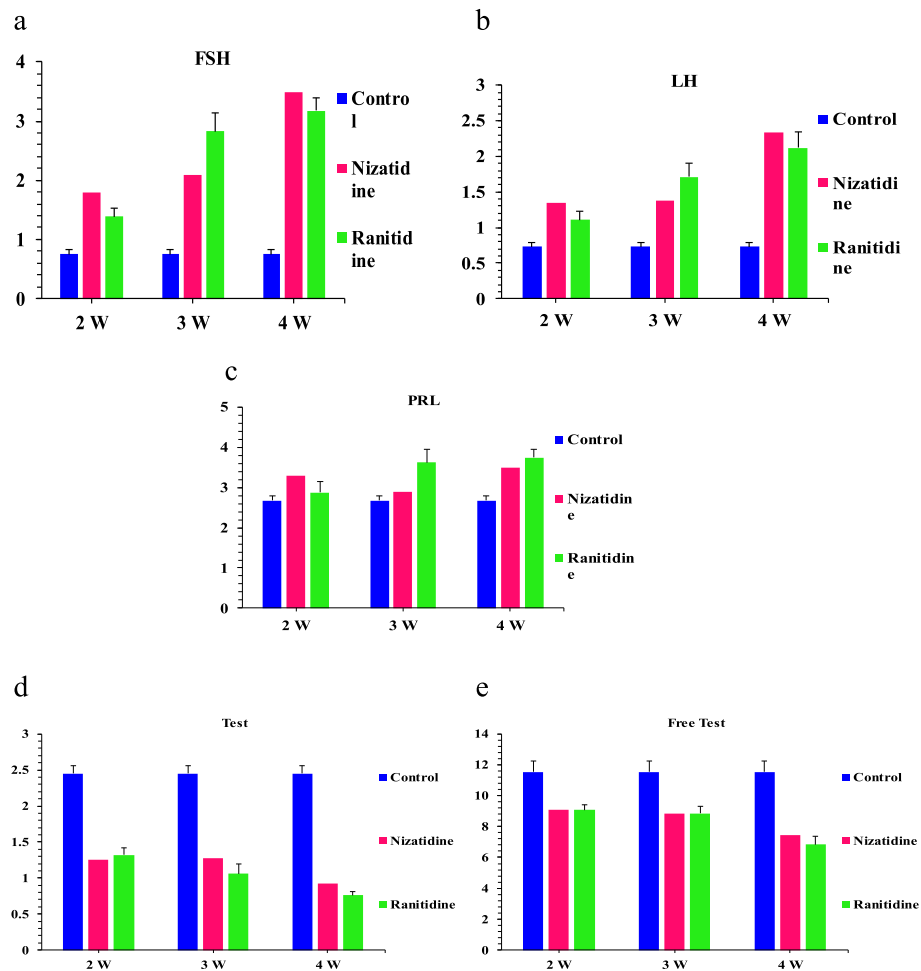 a
FSH
4
3
2
1
0
2 W 3 W 4 W
Contro
l
Nizatid
ine
Ranitid
ine
b
LH
3
2.5
2
1.5
1
0.5
0
2 W 3 W 4 W
Control
Nizatidi
ne
Ranitidi
ne
c
PRL
5
4
3
2
1
0
2 W 3 W 4 W
Control
Nizatidin
e
Ranitidin
e
d
Test
3
2.5
2
1.5
1
0.5
0
2 W 3 W 4 W
Control
Nizatidine
Ranitidine
e
Free Test
14
12
10
8
6
4
2
0
2 W 3 W 4 W
Control
Nizatidine
Ranitidine